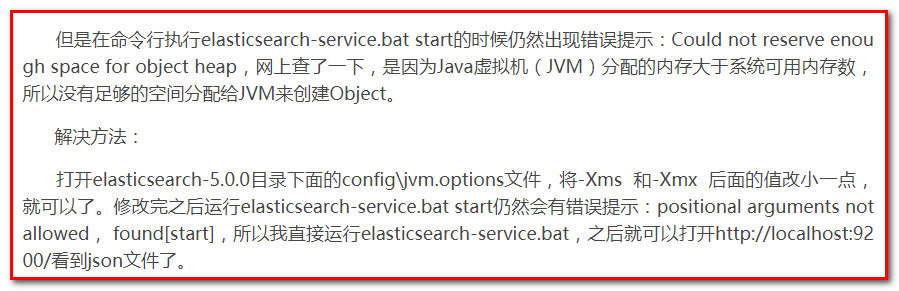 但是在命令行执行elasticsearch-service.bat start的时候仍然出现错误提示：Could not reserve enou
gh space for object heap，网上查了一下，是因为Java虚拟机（JVM）分配的内存大于系统可用内存数，
所以没有足够的空间分配给JVM来创建Object。
解决方法：
打开elasticsearch-5.0.0目录下面的config\jvm.options文件，将-Xms 和-Xmx 后面的值改小一点，
就可以了。修改完之后运行elasticsearch-service.bat start仍然会有错误提示：positional arguments not
allowed， found[start]，所以我直接运行elasticsearch-service.bat，之后就可以打开http://localhost:92
00/看到json文件了。